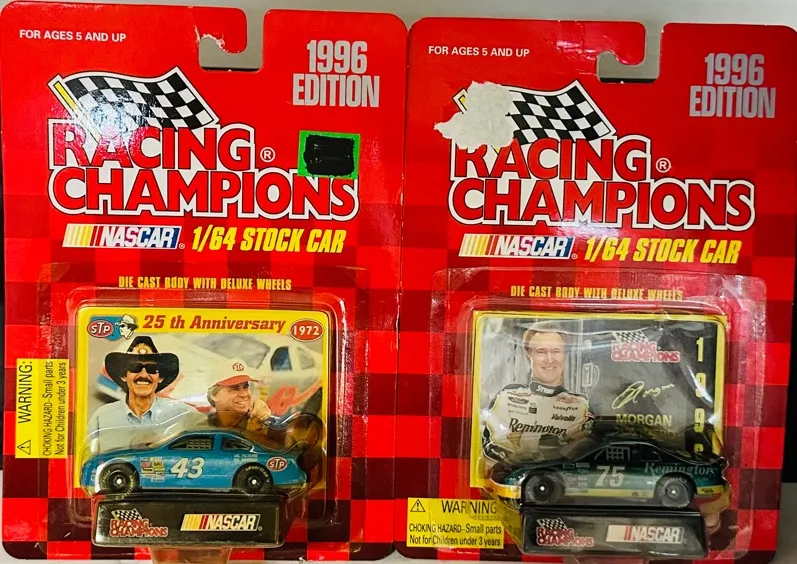 FOR AGES 5 AND UP
1996
EDITION
RACING ®
CHAMPIONS
NASCAR® 1/64 STOCK CAR
DIE CAST BODY WITH DELUXE WHEELS
STP 25 th Anniversary 1972
STP
43
STP
⚠ WARNING:
CHOKING HAZARD-Small parts
Not for Children under 3 years
RACING
CHAMPIONS
NASCAR
FOR AGES 5 AND UP
1996
EDITION
RACING ®
CHAMPIONS
NASCAR® 1/64 STOCK CAR
DIE CAST BODY WITH DELUXE WHEELS
RACING
CHAMPIONS
199
Remington
MORGAN
75
Remington
⚠ WARNING
CHOKING HAZARD-Small parts
Not for Children under 3 years
RACING
CHAMPIONS
NASCAR